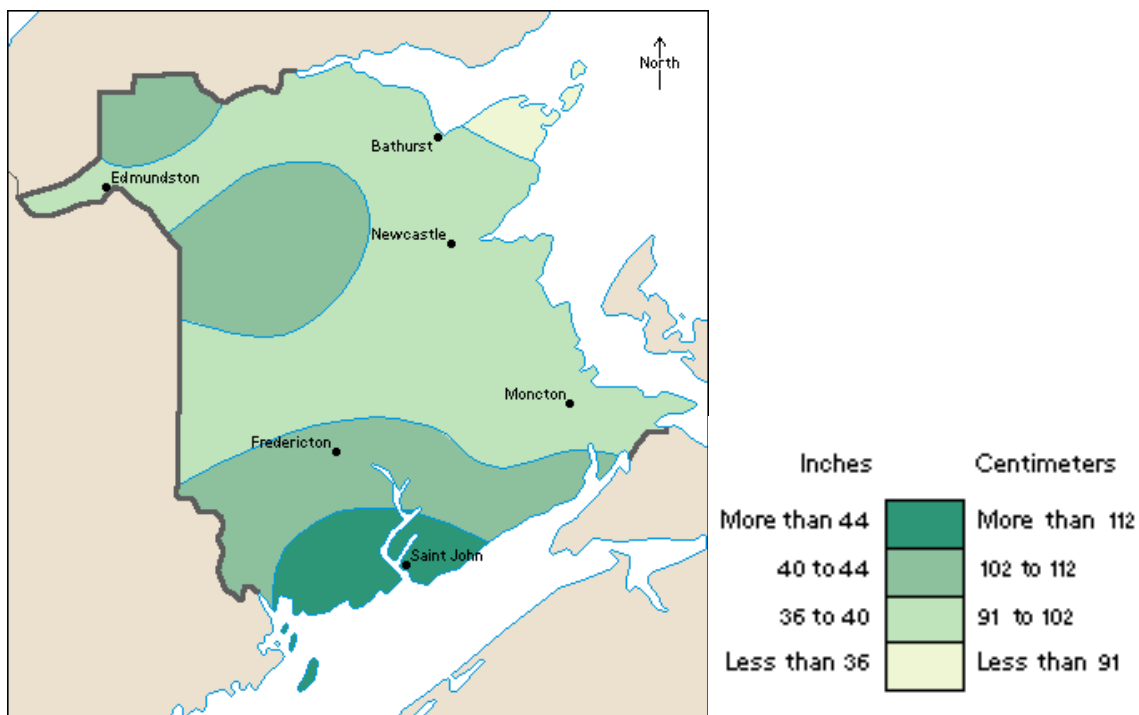 North
Bathurst
Edmundston
Newcastle
Moncton
Fredericton
Saint John
Inches Centimeters
More than 44 More than 112
40 to 44 102 to 112
36 to 40 91 to 102
Less than 36 Less than 91